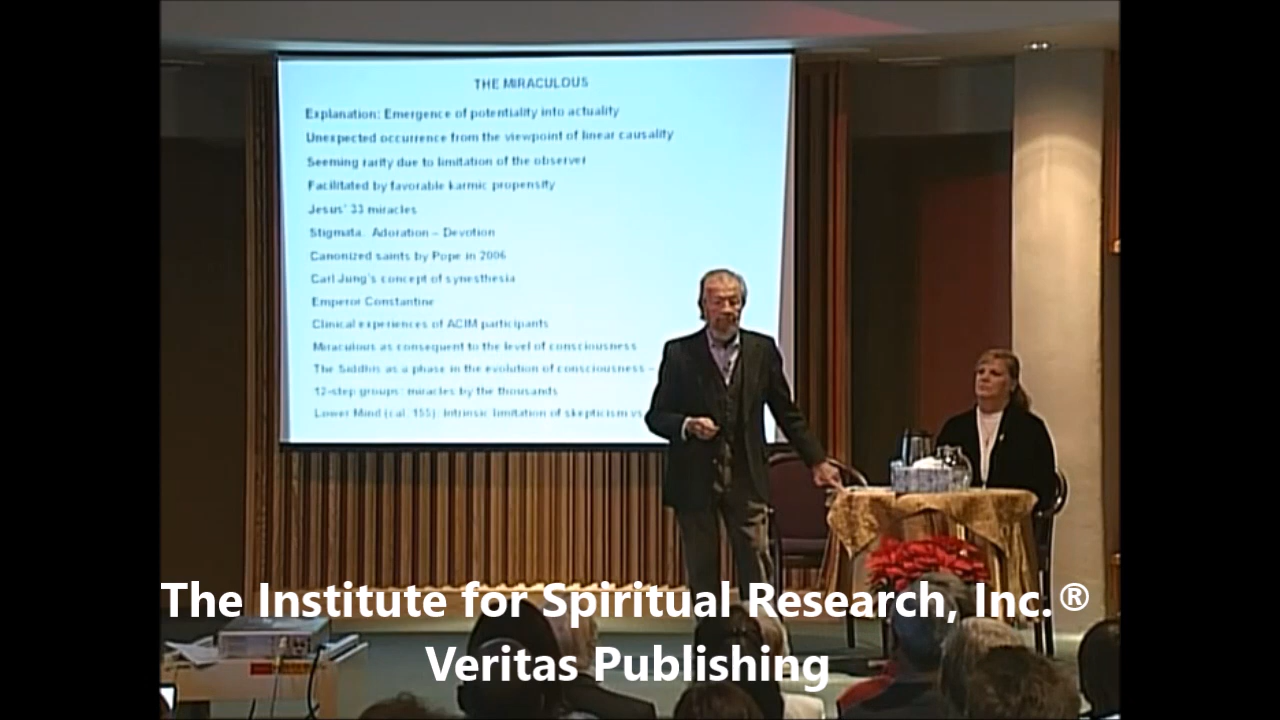 THE MIRACULOUS
Explanation: Emergence of potentiality into actuality
Unexpected occurrence from the viewpoint of linear causality
Seeming rarity due to limitation of the observer
Facilitated by favorable karmic propensity
Jesus' 33 miracles
Stigmata. Adoration – Devotion
Canonized saints by Pope in 2006
Carl Jung's concept of synesthesia
Emperor Constantine
Clinical experiences of ACIM participants
Miraculous as consequent to the level of consciousness
The Siddhis as a phase in the evolution of consciousness –
12-step groups: miracles by the thousands
Lower Mind (cal. 155): intrinsic limitation of skepticism vs
The Institute for Spiritual Research, Inc.®
Veritas Publishing